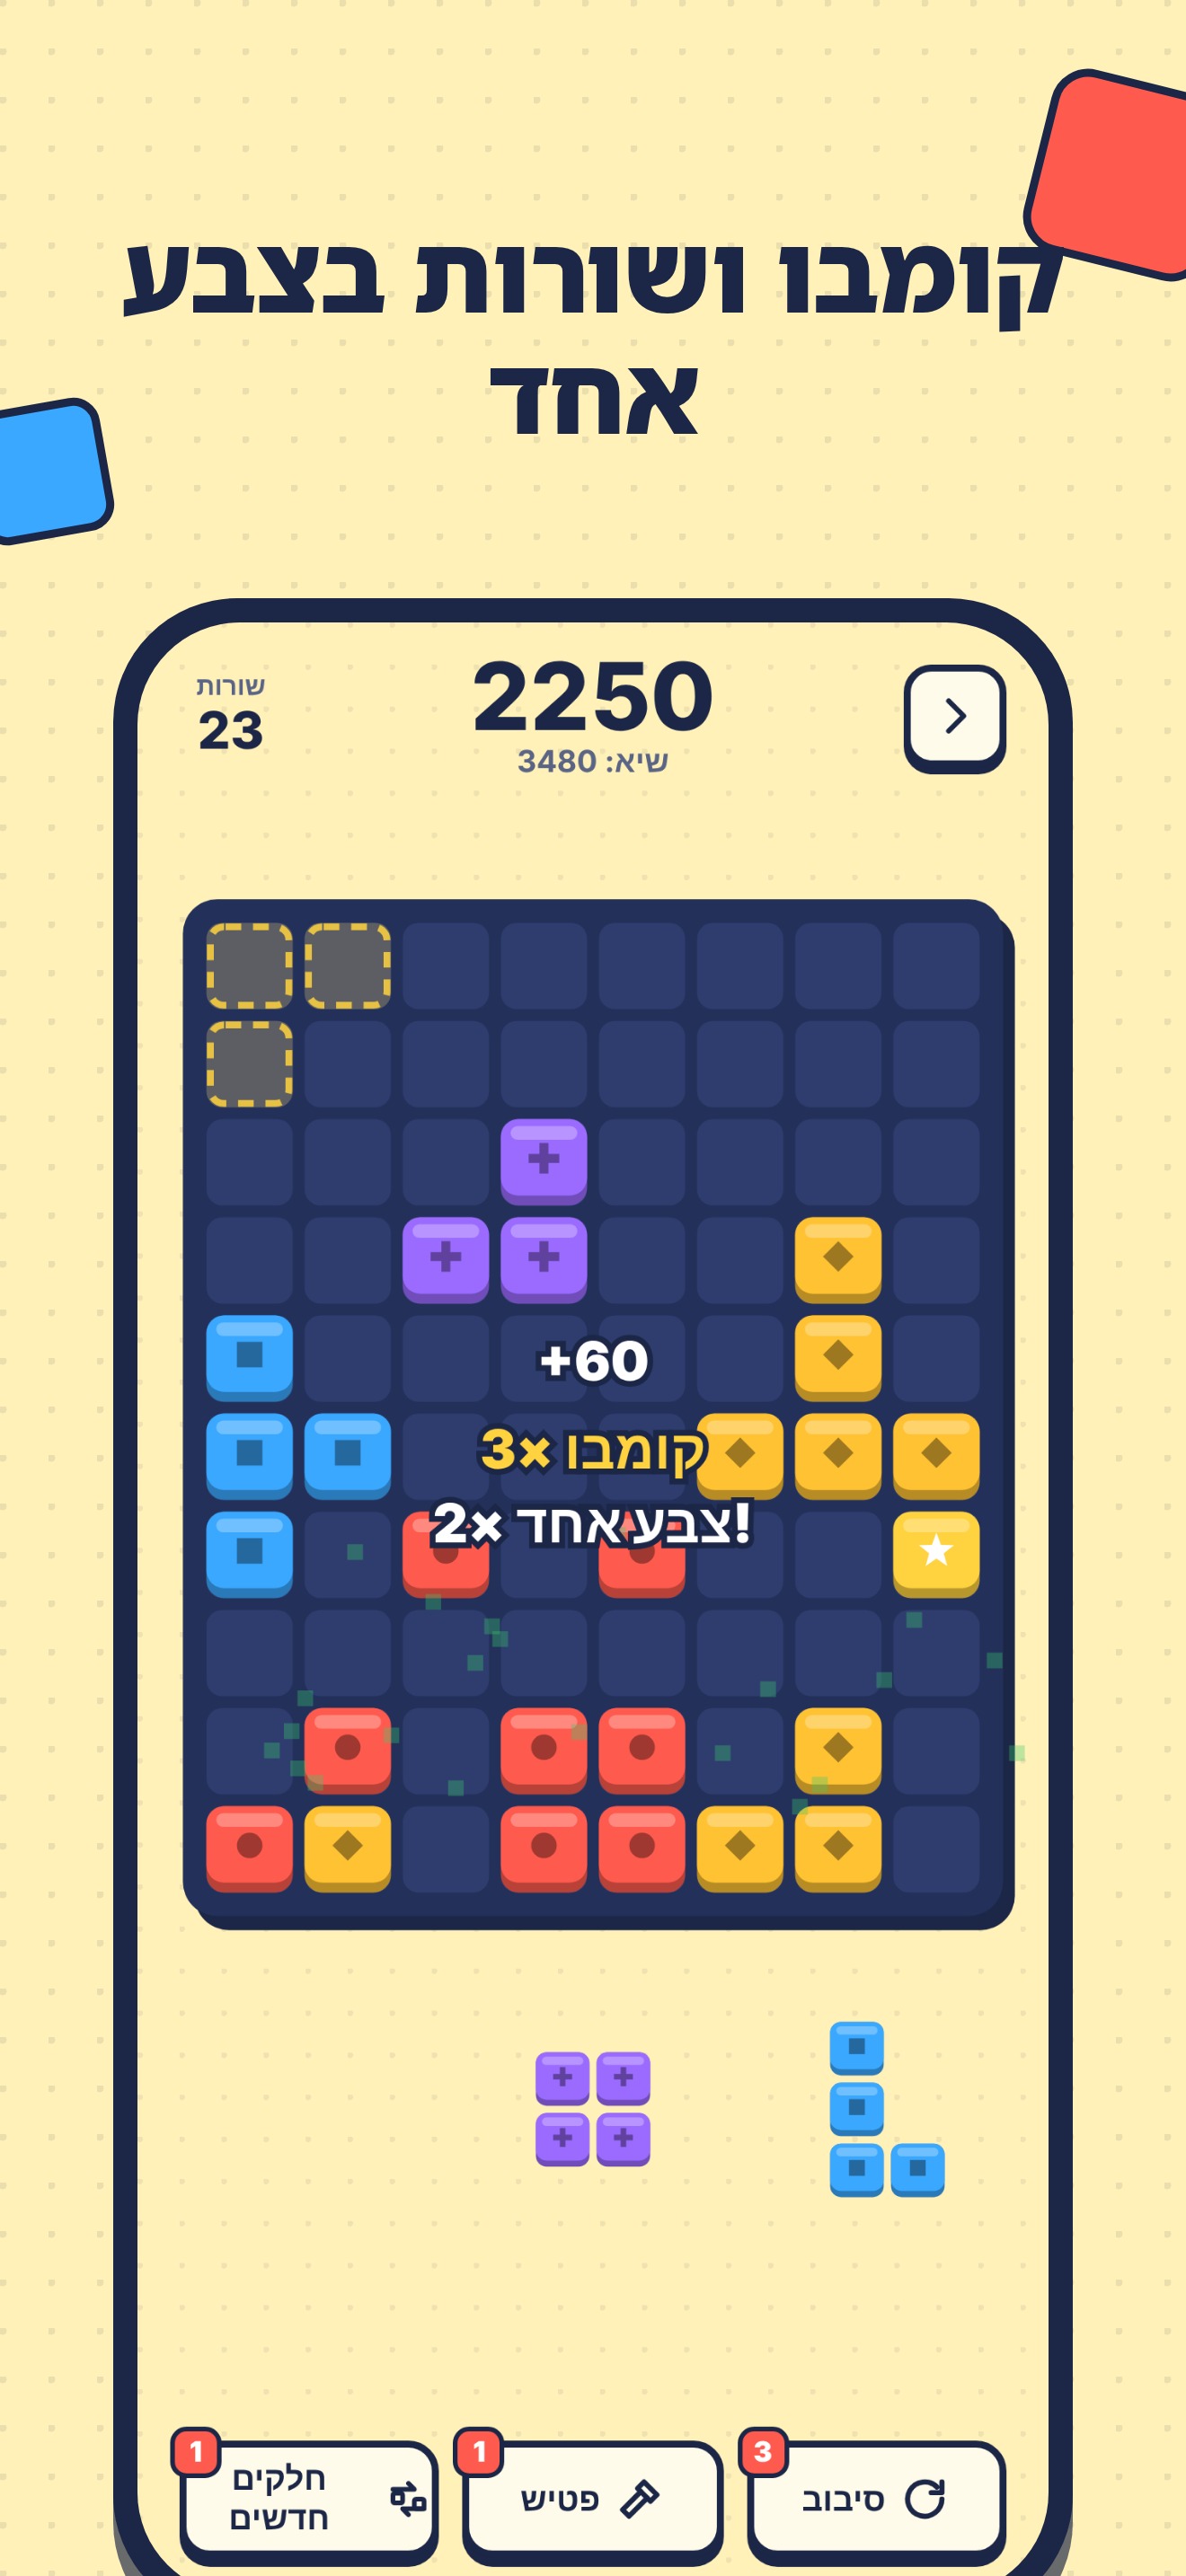 קומבו ושורות בצבע
אחד
שורות
23
2250
שיא: 3480
+60
קומבו ×3
צבע אחד ×2!
3
סיבוב
1
פטיש
1
חלקים
חדשים